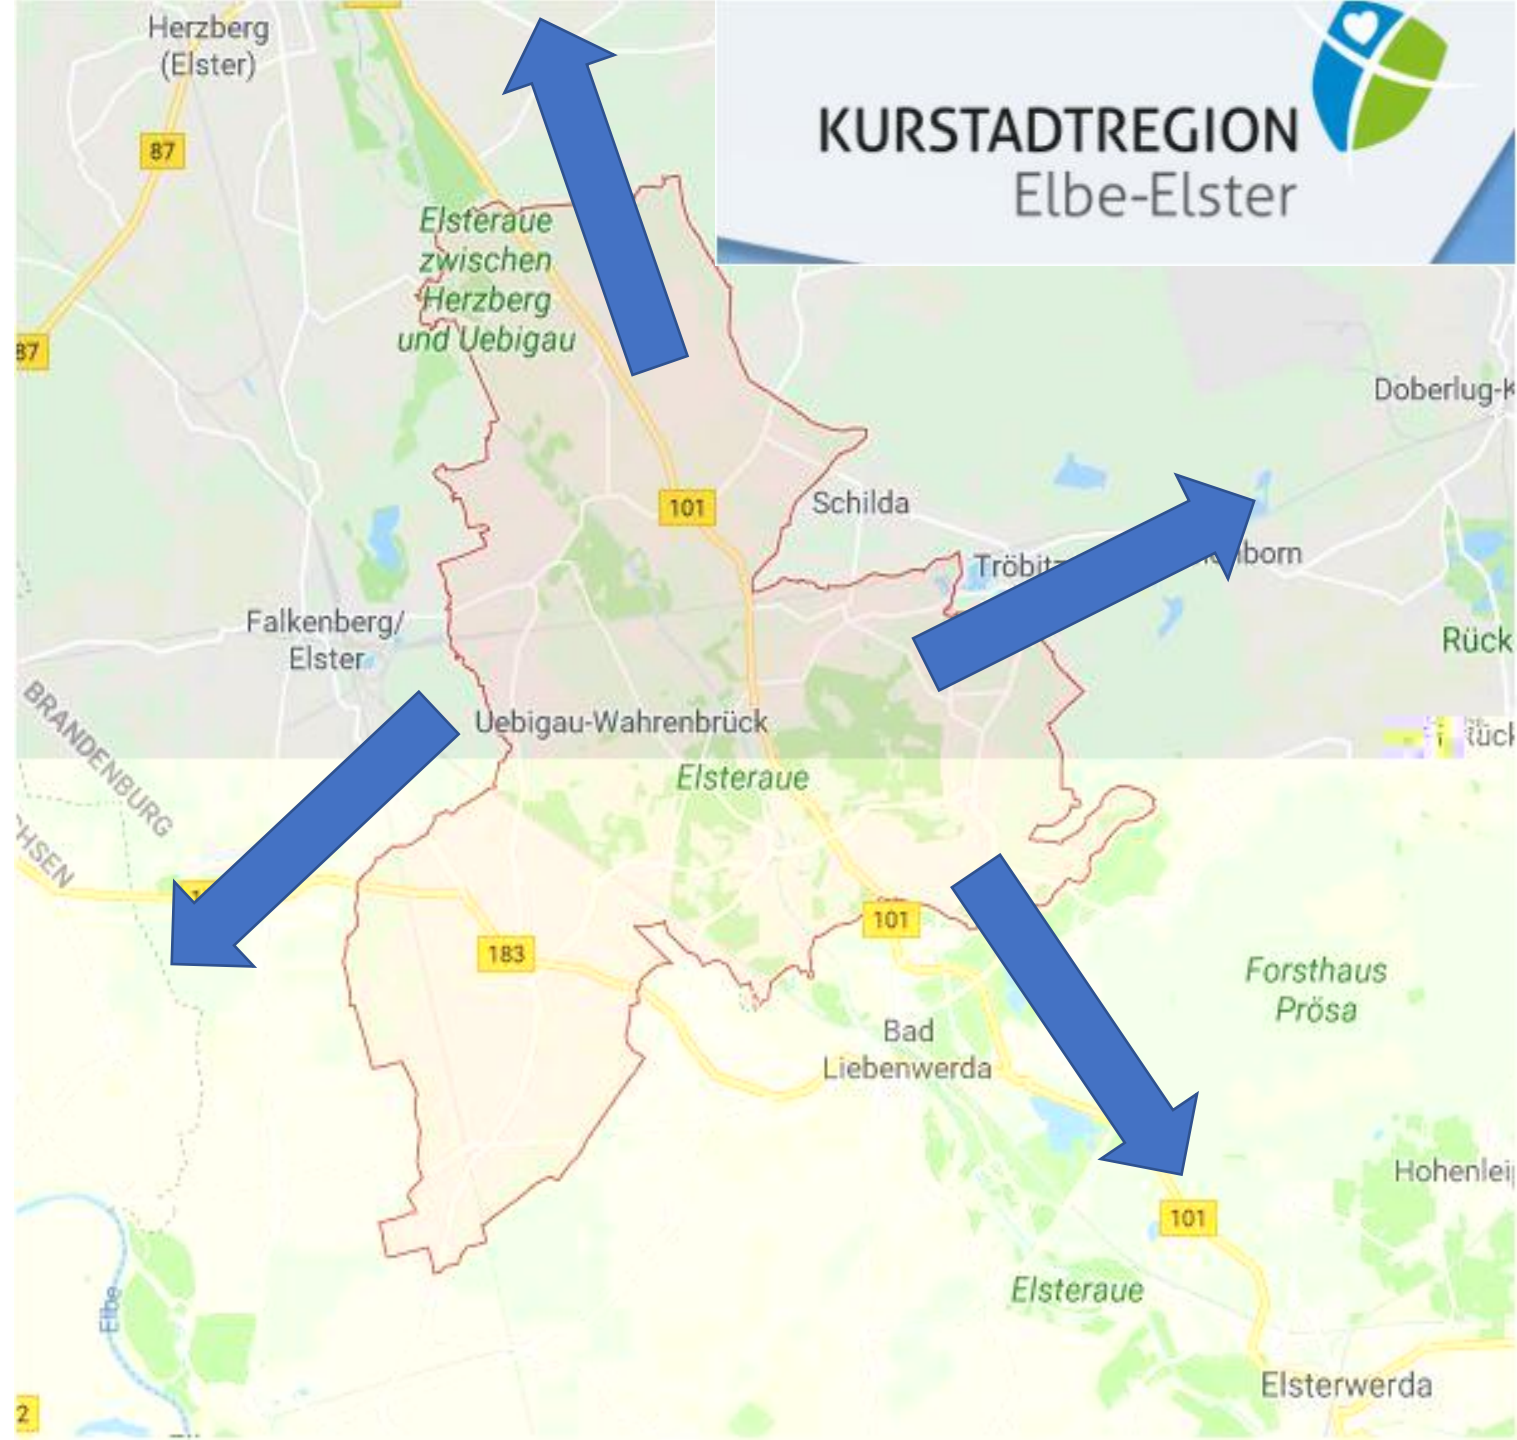 Herzberg
(Elster)
KURSTADTREGION
Elbe-Elster
87
Elsteraue
zwischen
Herzberg
und Uebigau
87
Doberlug-K
101
Schilda
Tröbitz
born
Falkenberg/
Elster
Rück
Uebigau-Wahrenbrück
BRANDENBURG
Elsteraue
HSEN
101
183
Forsthaus
Prösa
Bad
Liebenwerda
Hohenlei
101
Elsteraue
Elbe
Elsterwerda
2